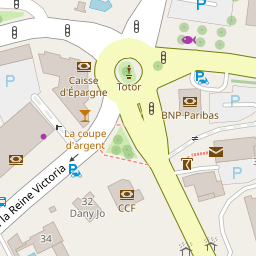 P
Caisse
d'Épargne
Totor
P
BNP Paribas
La coupe
d'argent
la Reine Victoria
P
32
Dany Jo
CCF
34